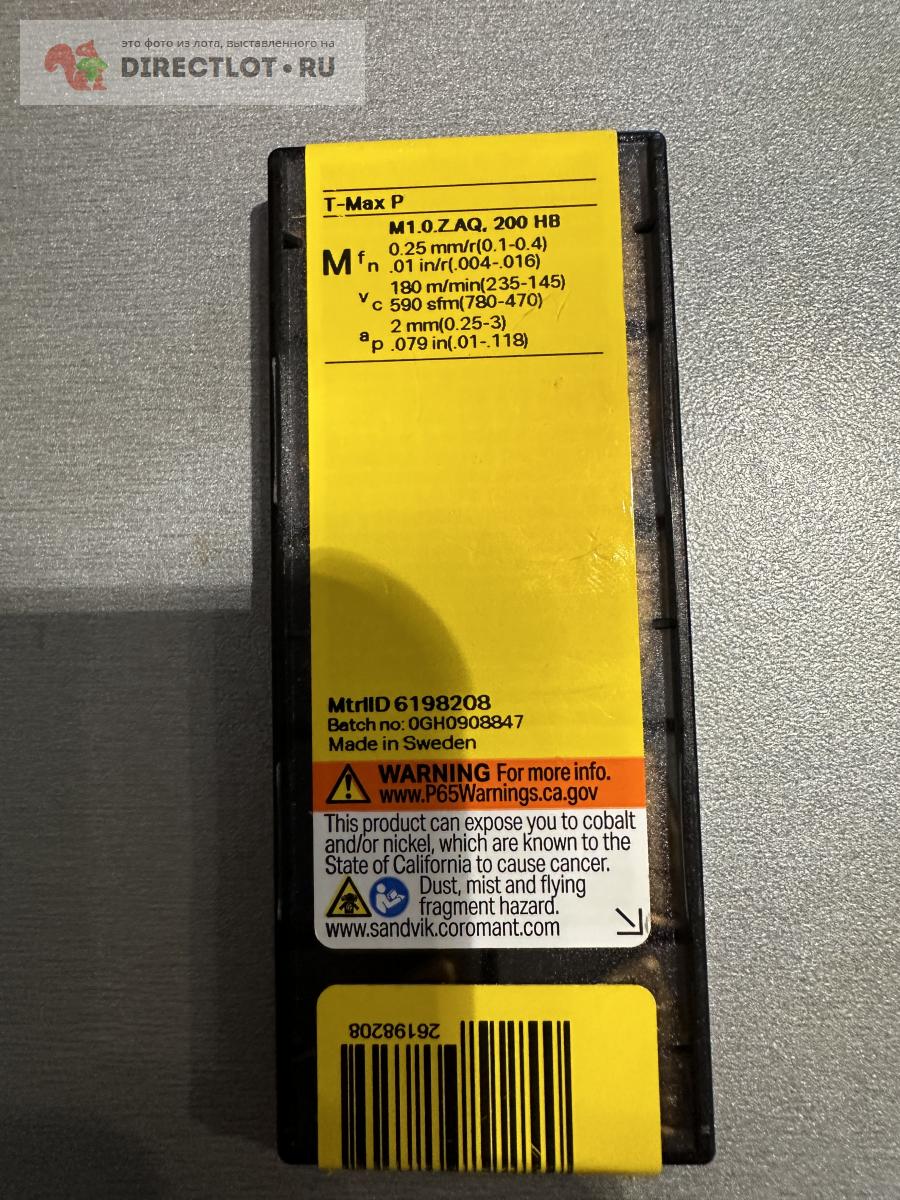 это фото из лота, выставленного на
DIRECTLOT•RU
T-Max P
M1.0.Z.AQ, 200 HB
M fn 0.25 mm/r(0.1-0.4)
.01 in/r(.004-.016)
vc 180 m/min(235-145)
590 sfm(780-470)
ap 2 mm(0.25-3)
.079 in(.01-.118)
MtrlID 6198208
Batch no: 0GH0908847
Made in Sweden
WARNING For more info.
www.P65Warnings.ca.gov
This product can expose you to cobalt
and/or nickel, which are known to the
State of California to cause cancer.
Dust, mist and flying
fragment hazard.
www.sandvik.coromant.com
26198208